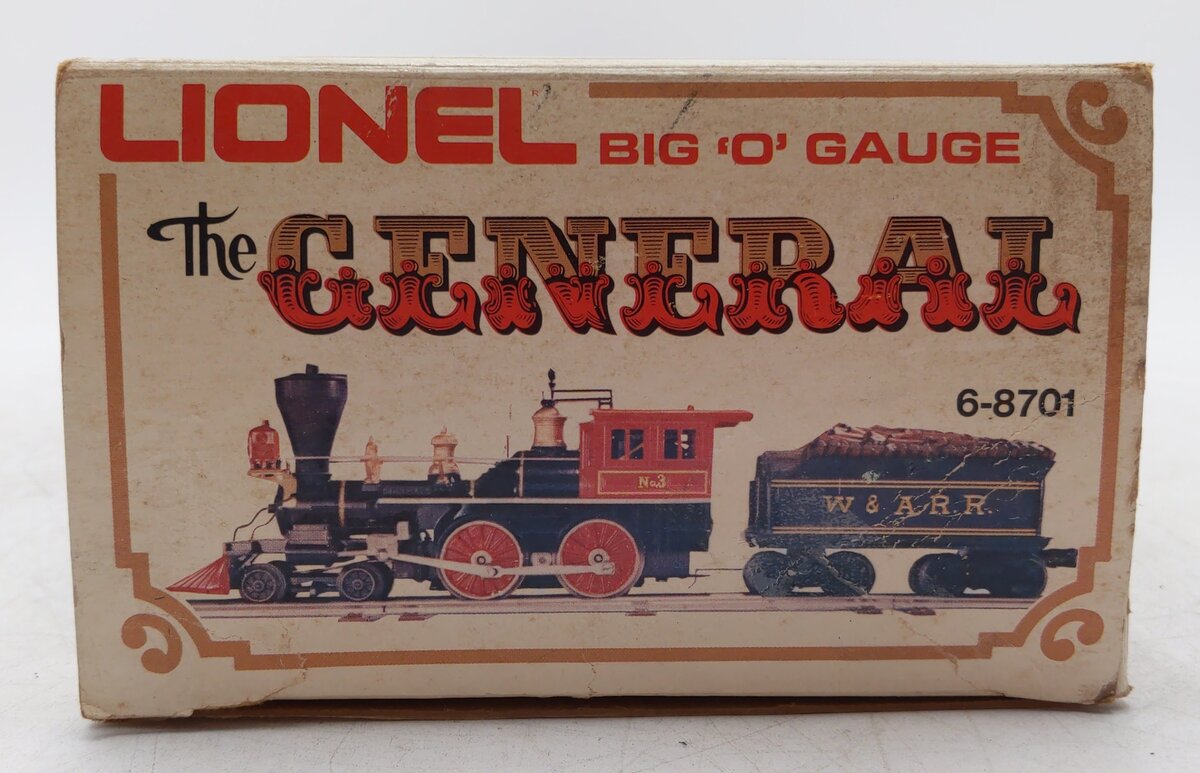 LIONEL BIG 'O' GAUGE
The GENERAL
6-8701
No.3
W & A.R.R.